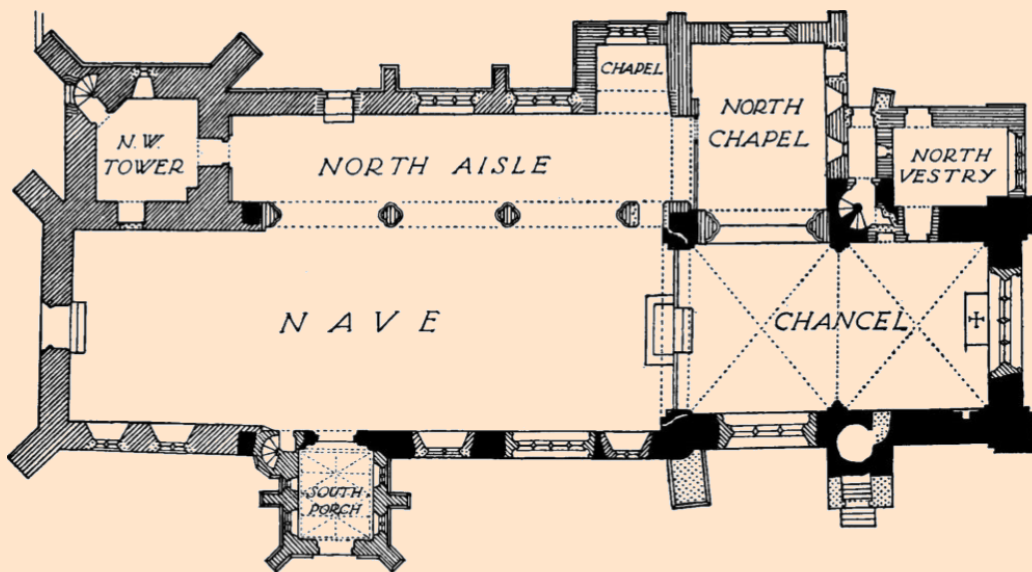 CHAPEL
N.W.
TOWER
NORTH AISLE
NORTH
CHAPEL
NORTH
VESTRY
NAVE
CHANCEL
SOUTH
PORCH